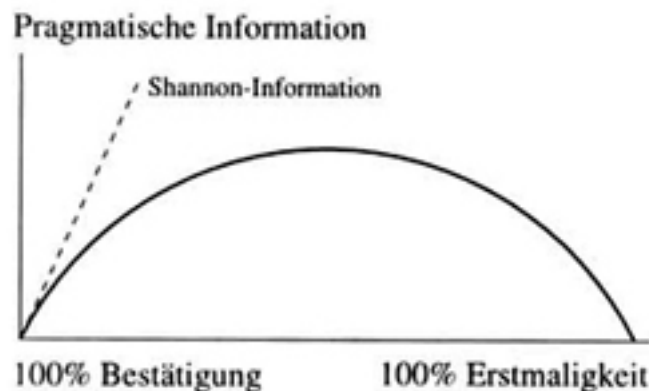 Pragmatische Information
Shannon-Information
100% Bestätigung
100% Erstmaligkeit